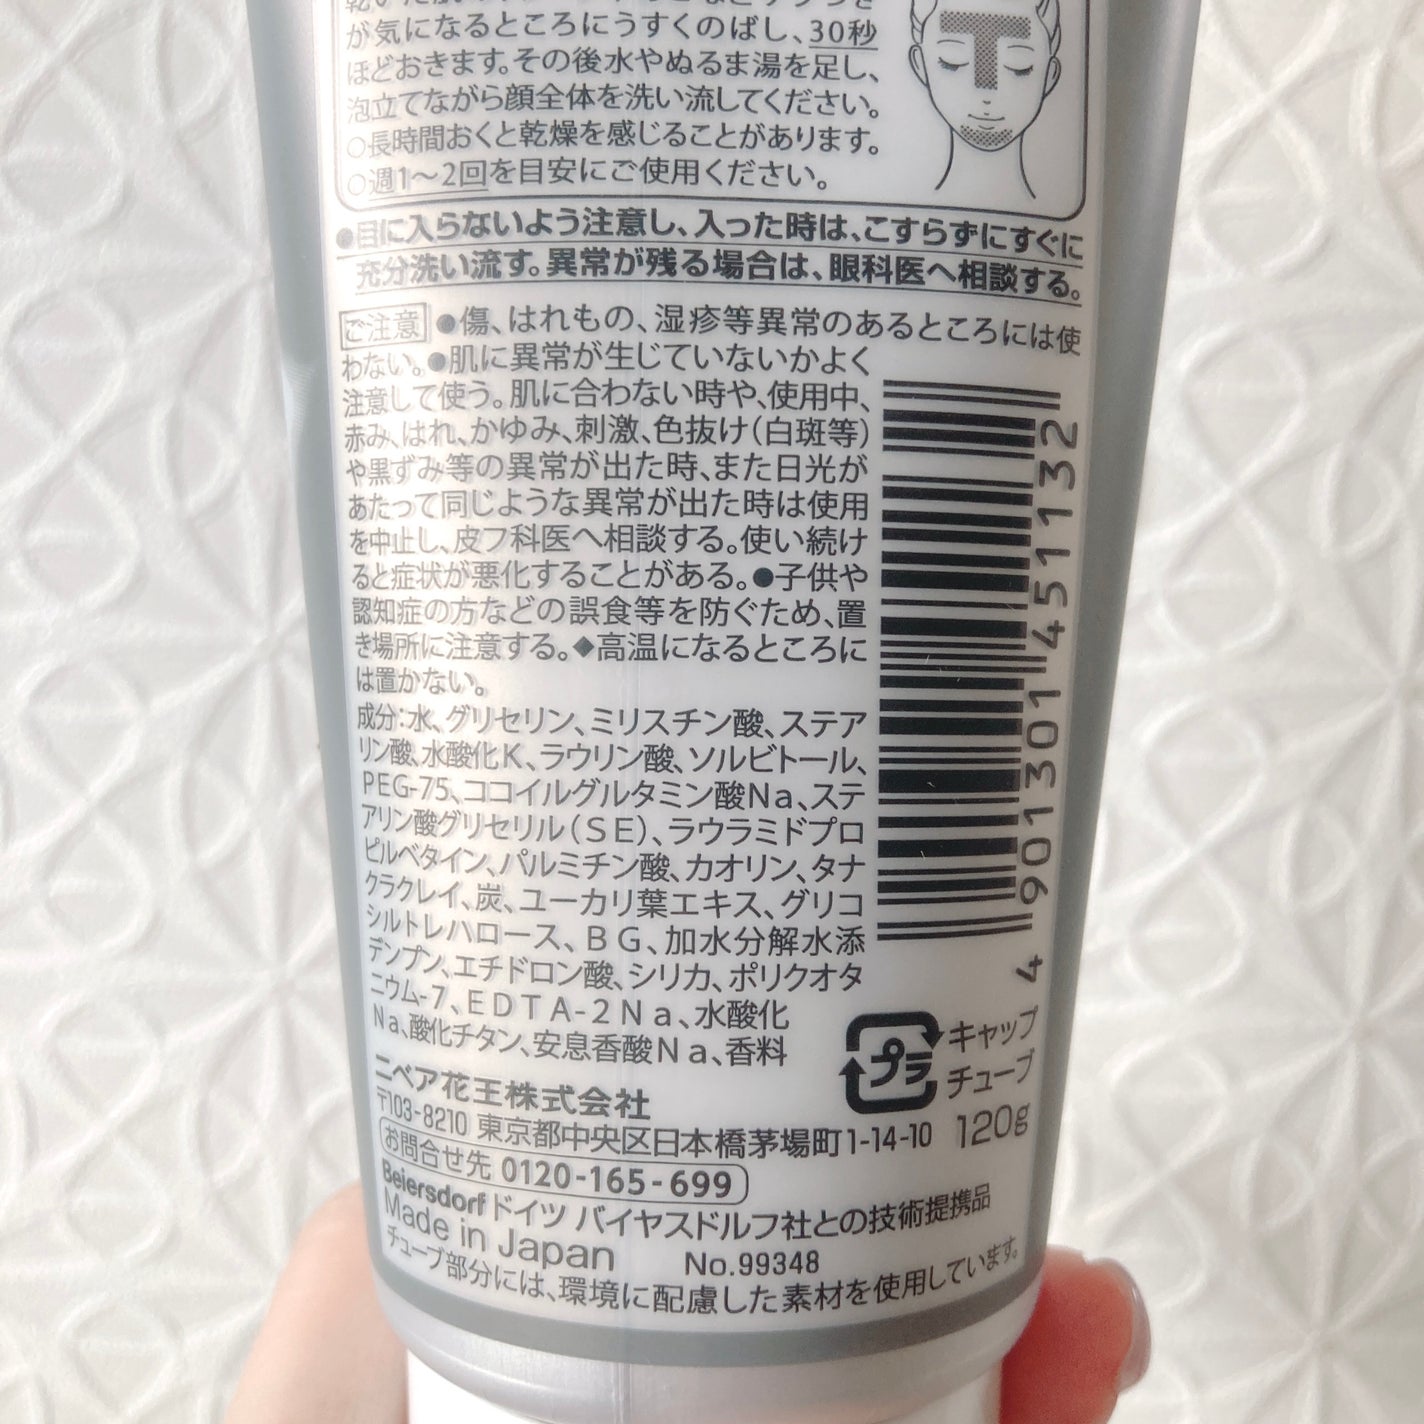 が気になるところにうすくのばし、30秒
ほどおきます。その後水やぬるま湯を足し、
泡立てながら顔全体を洗い流してください。
○長時間おくと乾燥を感じることがあります。
○週1〜2回を目安にご使用ください。
●目に入らないよう注意し、入った時は、こすらずにすぐに
充分洗い流す。異常が残る場合は、眼科医へ相談する。
ご注意 ●傷、はれもの、湿疹等異常のあるところには使
わない。●肌に異常が生じていないかよく
注意して使う。肌に合わない時や、使用中、
赤み、はれ、かゆみ、刺激、色抜け(白斑等)
や黒ずみ等の異常が出た時、また日光が
あたって同じような異常が出た時は使用
を中止し、皮フ科医へ相談する。使い続け
ると症状が悪化することがある。●子供や
認知症の方などの誤食等を防ぐため、置
き場所に注意する。◆高温になるところに
は置かない。
成分:水、グリセリン、ミリスチン酸、ステア
リン酸、水酸化K、ラウリン酸、ソルビトール、
PEG-75、ココイルグルタミン酸Na、ステ
アリン酸グリセリル(SE)、ラウラミドプロ
ピルベタイン、パルミチン酸、カオリン、タナ
クラクレイ、炭、ユーカリ葉エキス、グリコ
シルトレハロース、BG、加水分解水添
デンプン、エチドロン酸、シリカ、ポリクオタ
ニウム-7、EDTA-2Na、水酸化
Na、酸化チタン、安息香酸Na、香料
4 901301 451132
プラ
キャップ
チューブ
120g
ニベア花王株式会社
〒103-8210 東京都中央区日本橋茅場町1-14-10
お問合せ先 0120-165-699
Beiersdorf ドイツ バイヤスドルフ社との技術提携品
Made in Japan No.99348
チューブ部分には、環境に配慮した素材を使用しています。